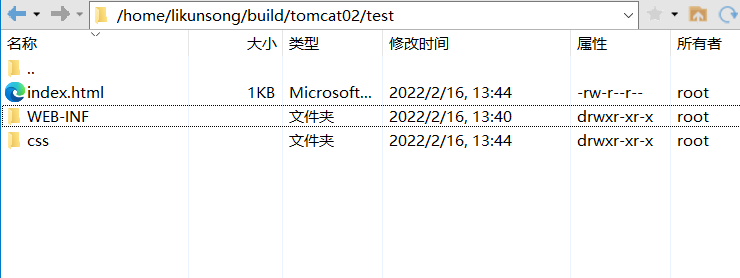 /home/likunsong/build/tomcat02/test
名称 大小 类型 修改时间 属性 所有者
..
index.html 1KB Microsoft... 2022/2/16, 13:44 -rw-r--r-- root
WEB-INF 文件夹 2022/2/16, 13:40 drwxr-xr-x root
css 文件夹 2022/2/16, 13:44 drwxr-xr-x root